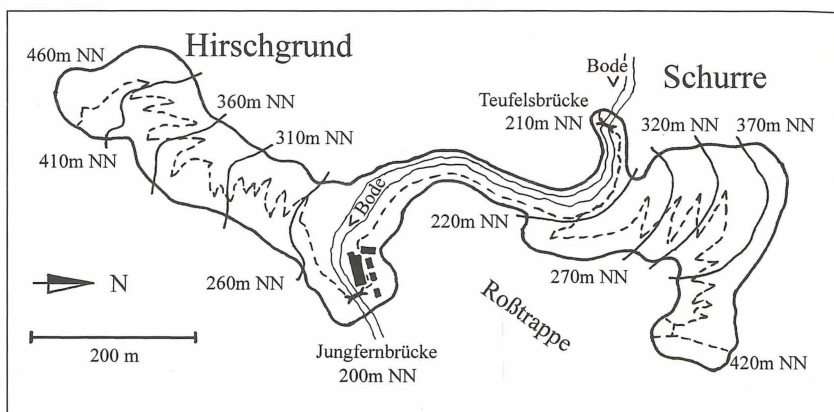 460m NN
Hirschgrund
360m NN
310m NN
410m NN
260m NN
N
200 m
Jungfernbrücke
200m NN
Bode
Bode
Teufelsbrücke
210m NN
Schurre
320m NN
370m NN
220m NN
270m NN
Roßtrappe
420m NN